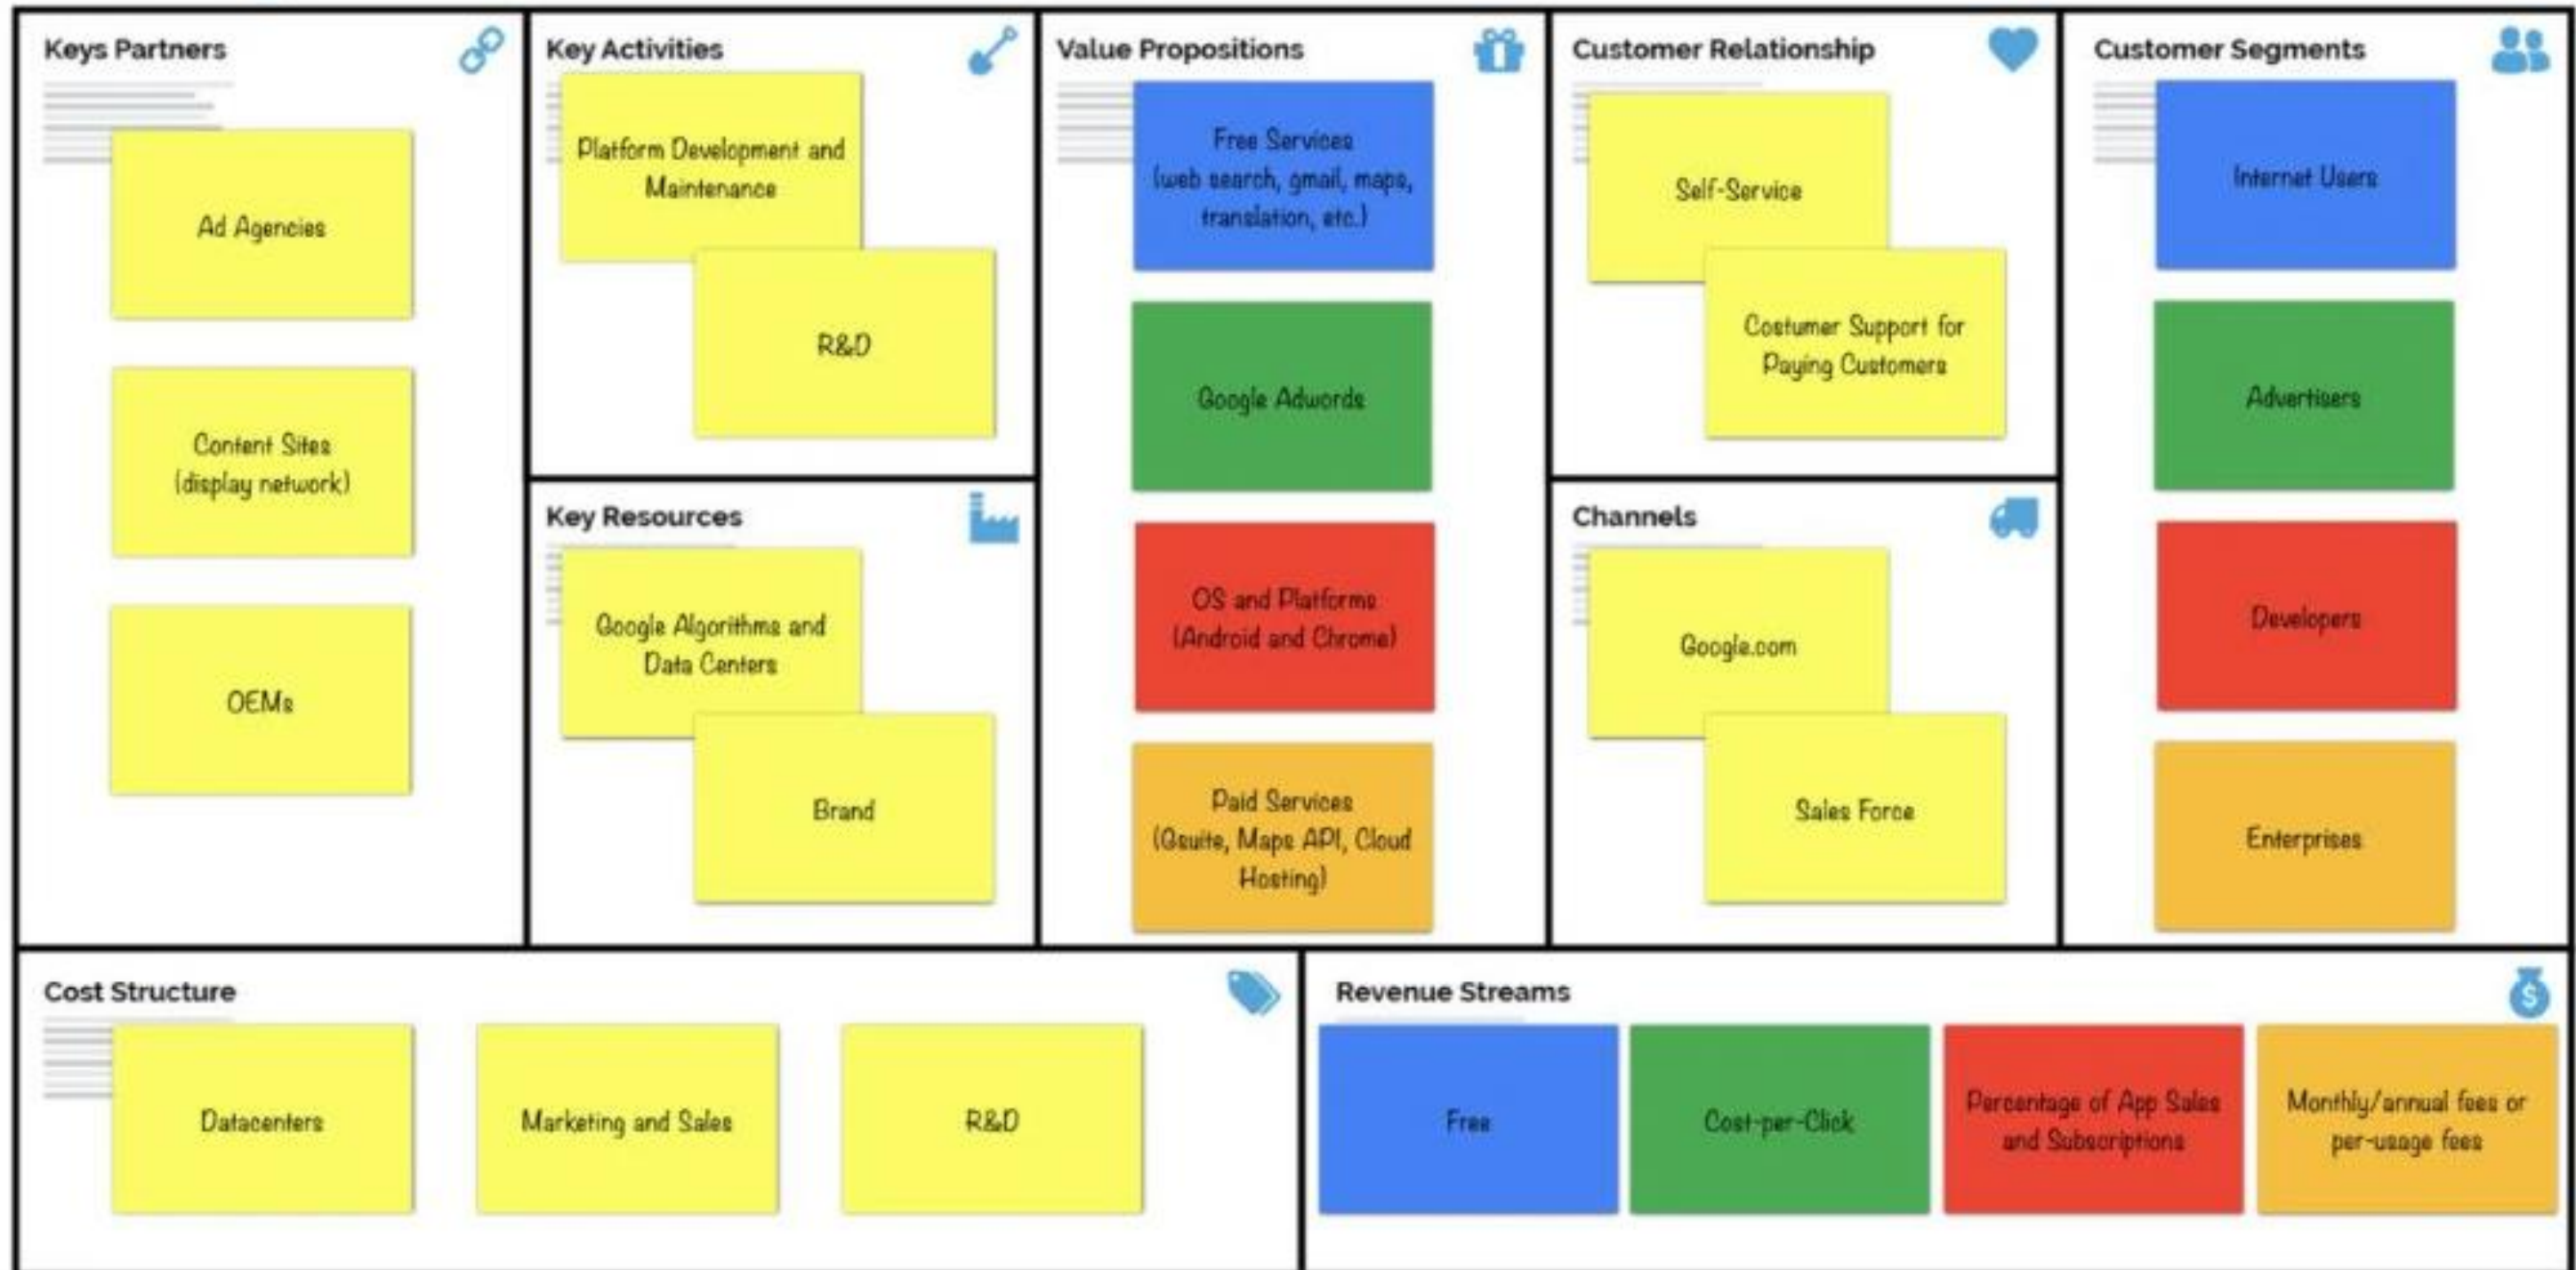 Keys Partners
Ad Agencies
Content Sites
(display network)
OEMs
Key Activities
Platform Development and
Maintenance
R&D
Key Resources
Google Algorithms and
Data Centers
Brand
Value Propositions
Free Services
(web search, gmail, maps,
translation, etc.)
Google Adwords
OS and Platforms
(Android and Chrome)
Paid Services
(Gsuite, Maps API, Cloud
Hosting)
Customer Relationship
Self-Service
Costumer Support for
Paying Customers
Channels
Google.com
Sales Force
Customer Segments
Internet Users
Advertisers
Developers
Enterprises
Cost Structure
Datacenters
Marketing and Sales
R&D
Revenue Streams
$
Free
Cost-per-Click
Percentage of App Sales
and Subscriptions
Monthly/annual fees or
per-usage fees